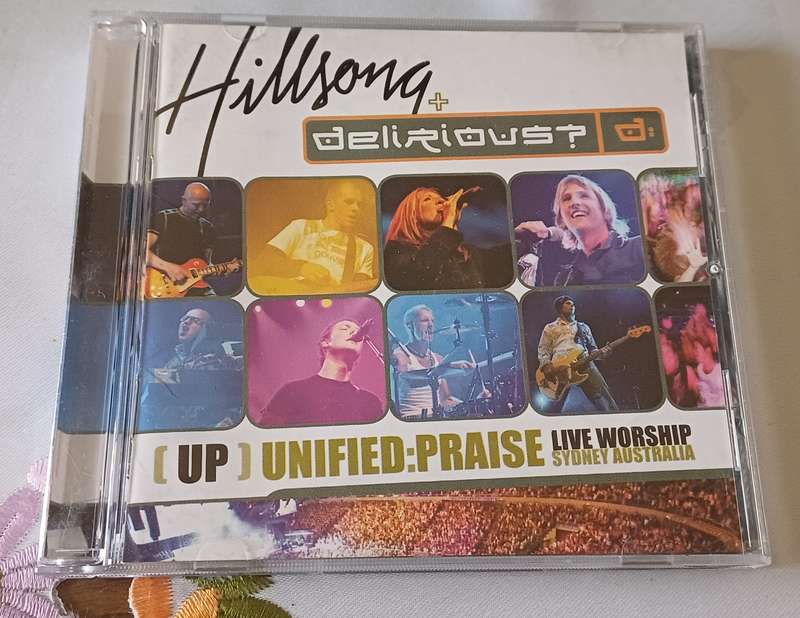 Hillsong
+
delirious? d:
( UP ) UNIFIED:PRAISE LIVE WORSHIP
SYDNEY AUSTRALIA